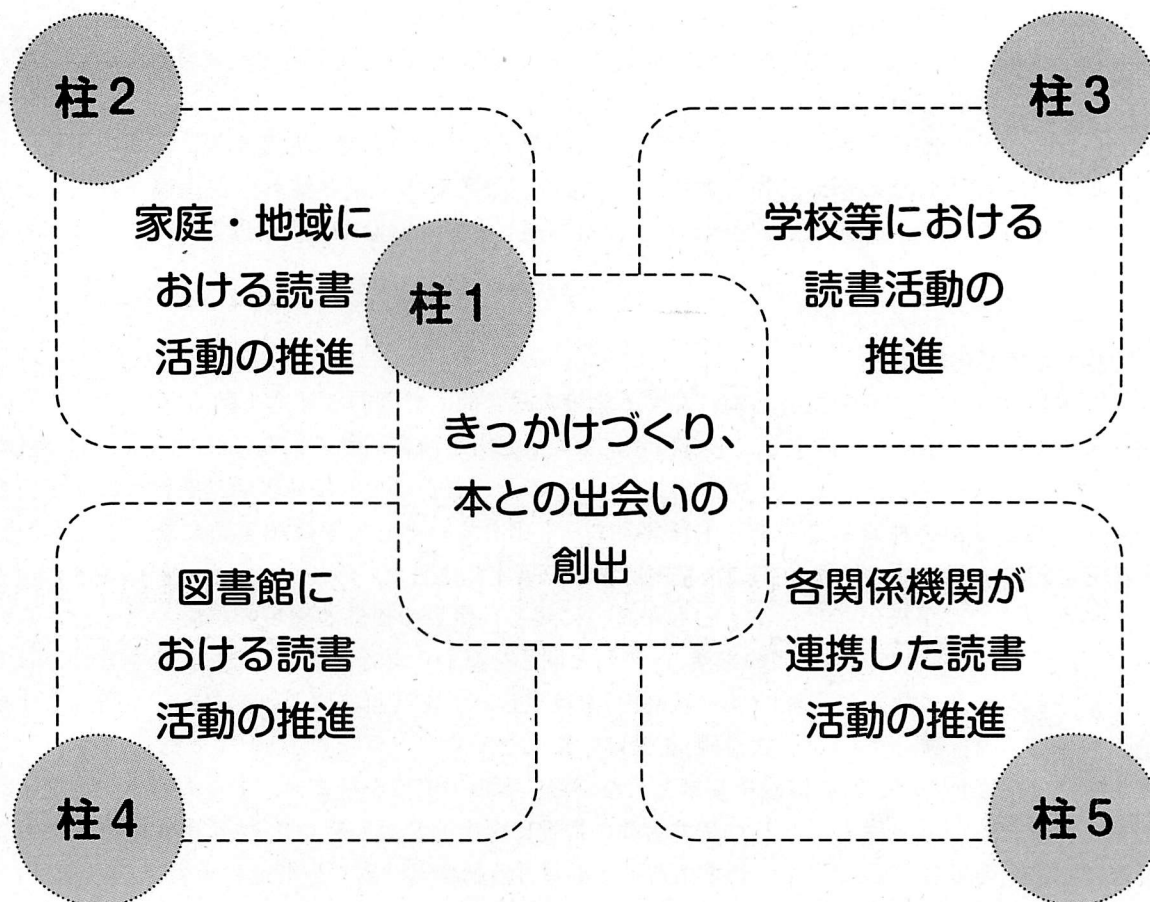 柱1
きっかけづくり、
本との出会いの
創出
柱2
家庭・地域に
おける読書
活動の推進
柱3
学校等における
読書活動の
推進
柱4
図書館に
おける読書
活動の推進
柱5
各関係機関が
連携した読書
活動の推進